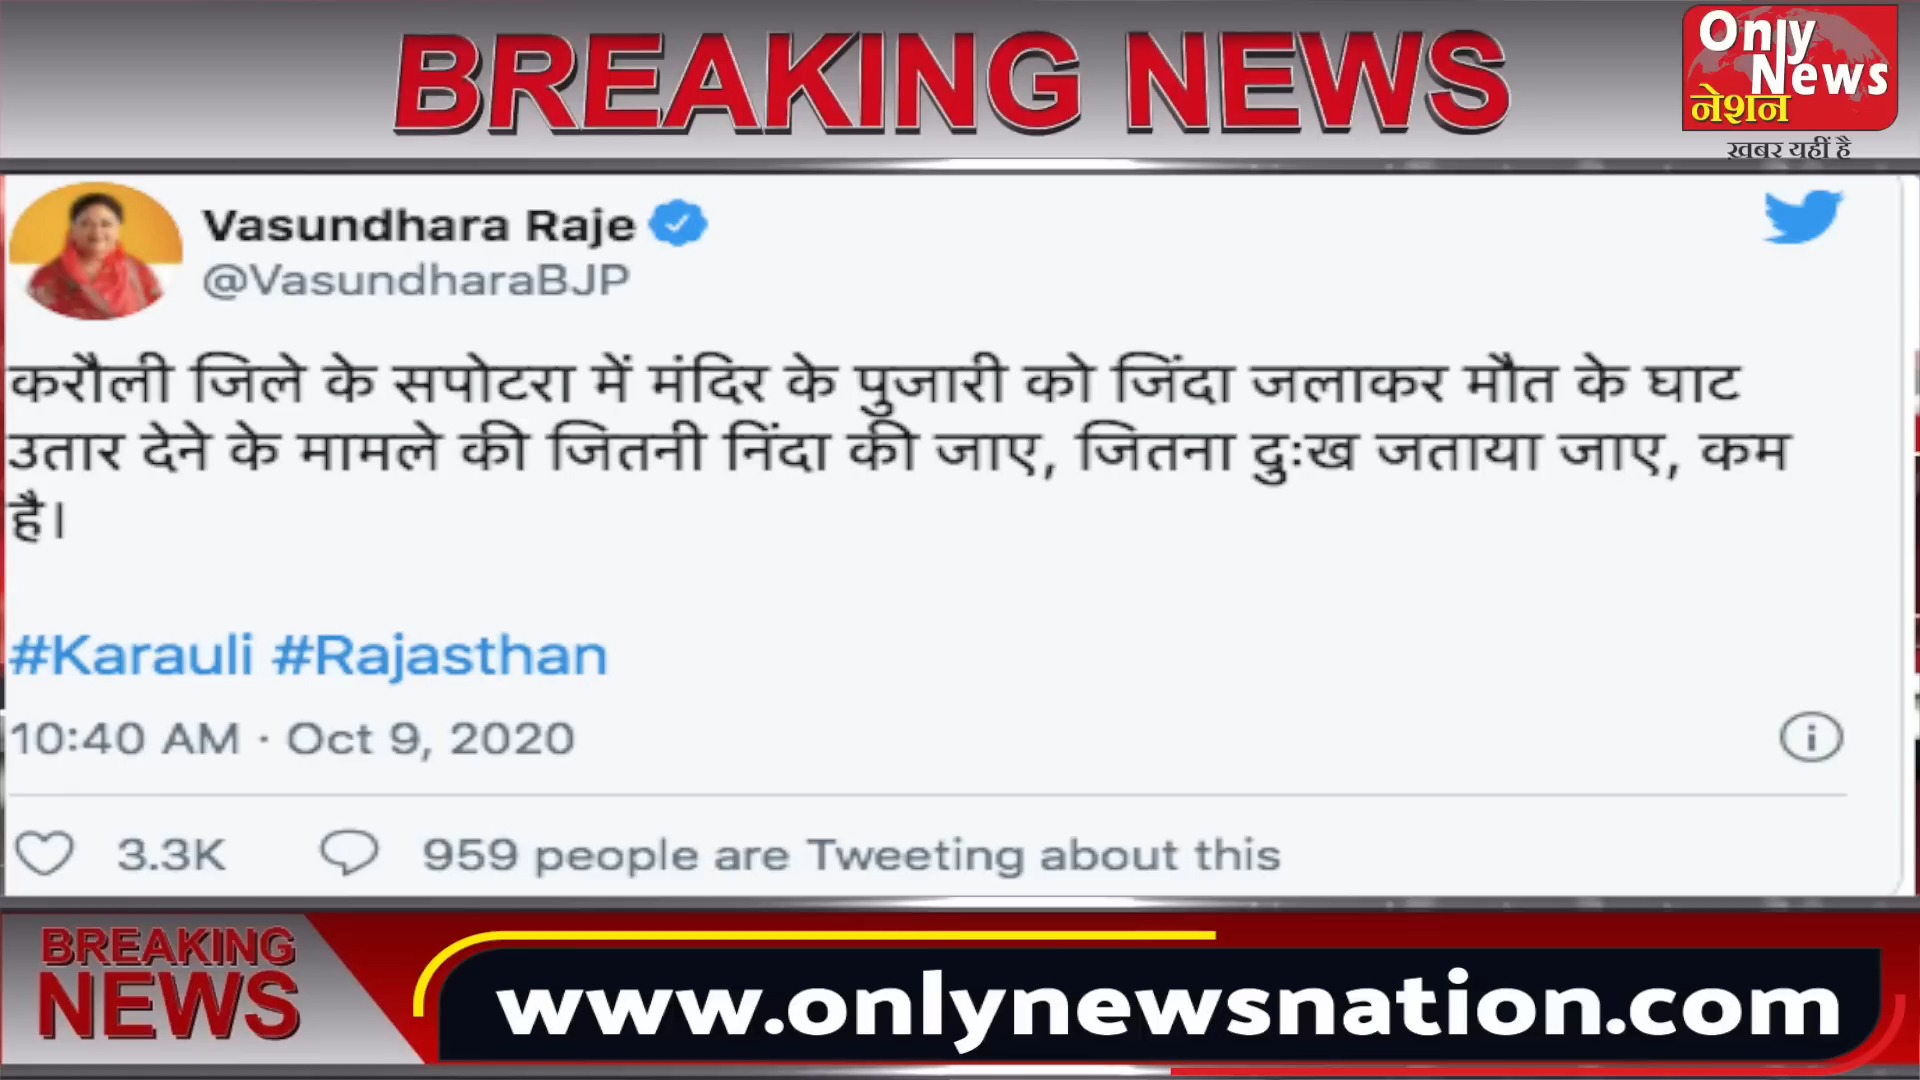 BREAKING NEWS
Only
News
नेशन
ख़बर यहीं है
Vasundhara Raje
@VasundharaBJP
करौली जिले के सपोटरा में मंदिर के पुजारी को जिंदा जलाकर मौत के घाट
उतार देने के मामले की जितनी निंदा की जाए, जितना दुःख जताया जाए, कम
है।
#Karauli #Rajasthan
10:40 AM · Oct 9, 2020
3.3K 959 people are Tweeting about this
BREAKING
NEWS
www.onlynewsnation.com